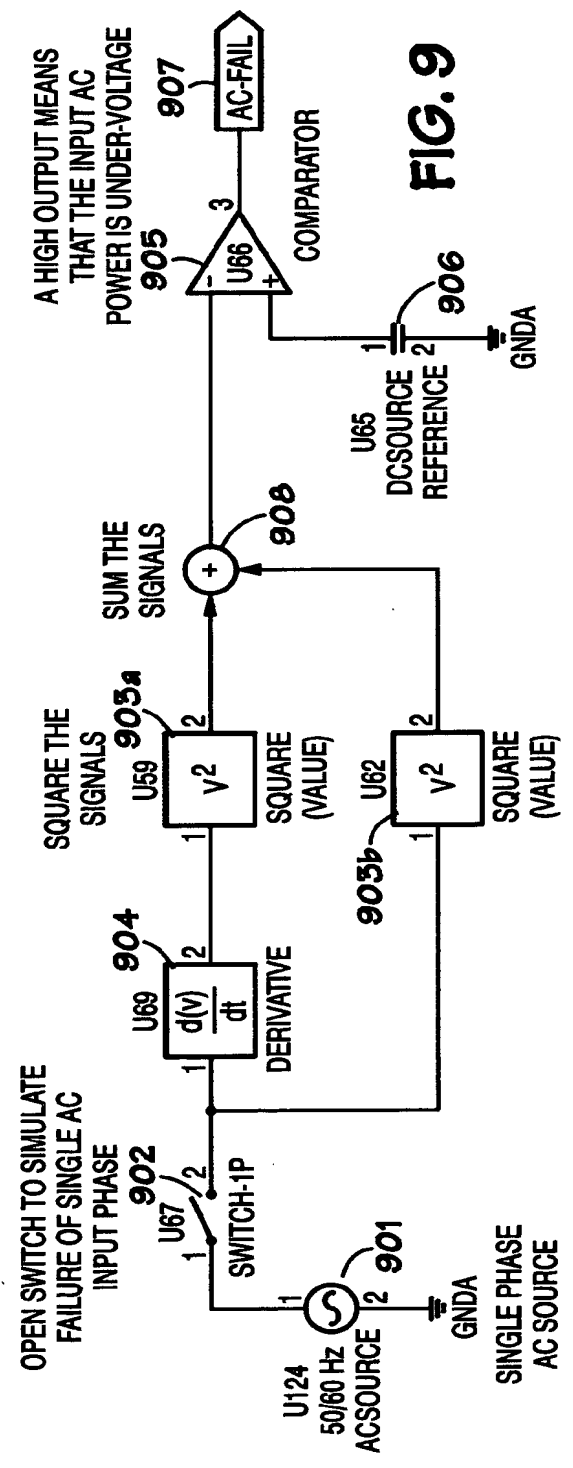 OPEN SWITCH TO SIMULATE
FAILURE OF SINGLE AC
INPUT PHASE
902
U67
1
2
SWITCH-1P
U124
50/60 Hz
ACSOURCE
1
2
901
GNDA
SINGLE PHASE
AC SOURCE
904
U69
1
d(v)
dt
2
DERIVATIVE
SQUARE THE
SIGNALS
903a
U59
1
V2
2
SQUARE
(VALUE)
903b
U62
1
V2
2
SQUARE
(VALUE)
SUM THE
SIGNALS
+
908
A HIGH OUTPUT MEANS
THAT THE INPUT AC
POWER IS UNDER-VOLTAGE
905
-
U66
+
3
COMPARATOR
907
AC-FAIL
U65
DCSOURCE
REFERENCE
1
2
906
GNDA
FIG. 9